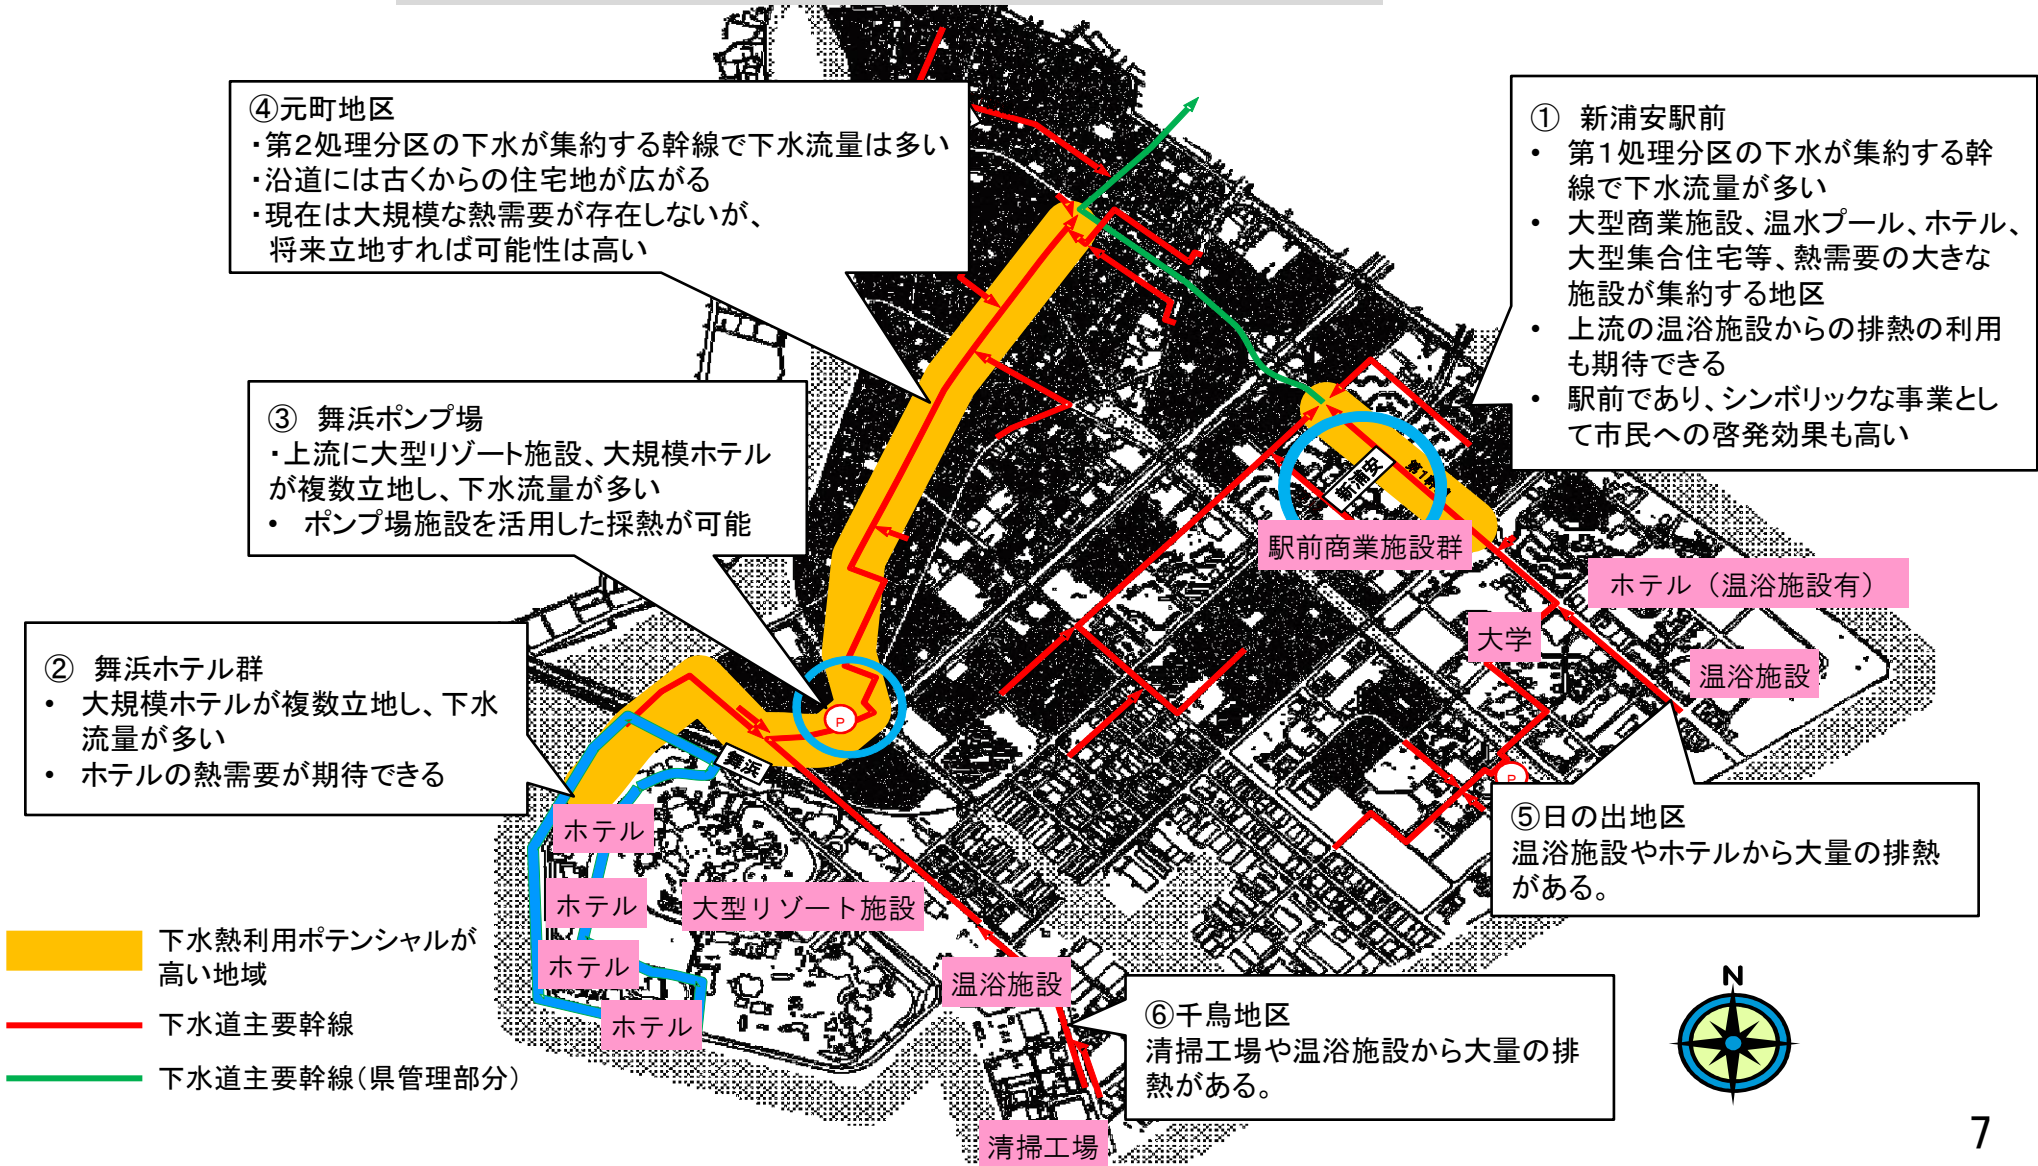 ④元町地区
・第2処理分区の下水が集約する幹線で下水流量は多い
・沿道には古くからの住宅地が広がる
・現在は大規模な熱需要が存在しないが、
将来立地すれば可能性は高い
① 新浦安駅前
• 第1処理分区の下水が集約する幹
線で下水流量が多い
• 大型商業施設、温水プール、ホテル、
大型集合住宅等、熱需要の大きな
施設が集約する地区
• 上流の温浴施設からの排熱の利用
も期待できる
• 駅前であり、シンボリックな事業とし
て市民への啓発効果も高い
③ 舞浜ポンプ場
・上流に大型リゾート施設、大規模ホテル
が複数立地し、下水流量が多い
• ポンプ場施設を活用した採熱が可能
② 舞浜ホテル群
• 大規模ホテルが複数立地し、下水
流量が多い
• ホテルの熱需要が期待できる
新浦安
駅前商業施設群
ホテル（温浴施設有）
大学
温浴施設
P
P
舞浜
ホテル
ホテル
大型リゾート施設
ホテル
ホテル
温浴施設
清掃工場
⑤日の出地区
温浴施設やホテルから大量の排熱
がある。
⑥千鳥地区
清掃工場や温浴施設から大量の排
熱がある。
下水熱利用ポテンシャルが
高い地域
下水道主要幹線
下水道主要幹線（県管理部分）
N
7